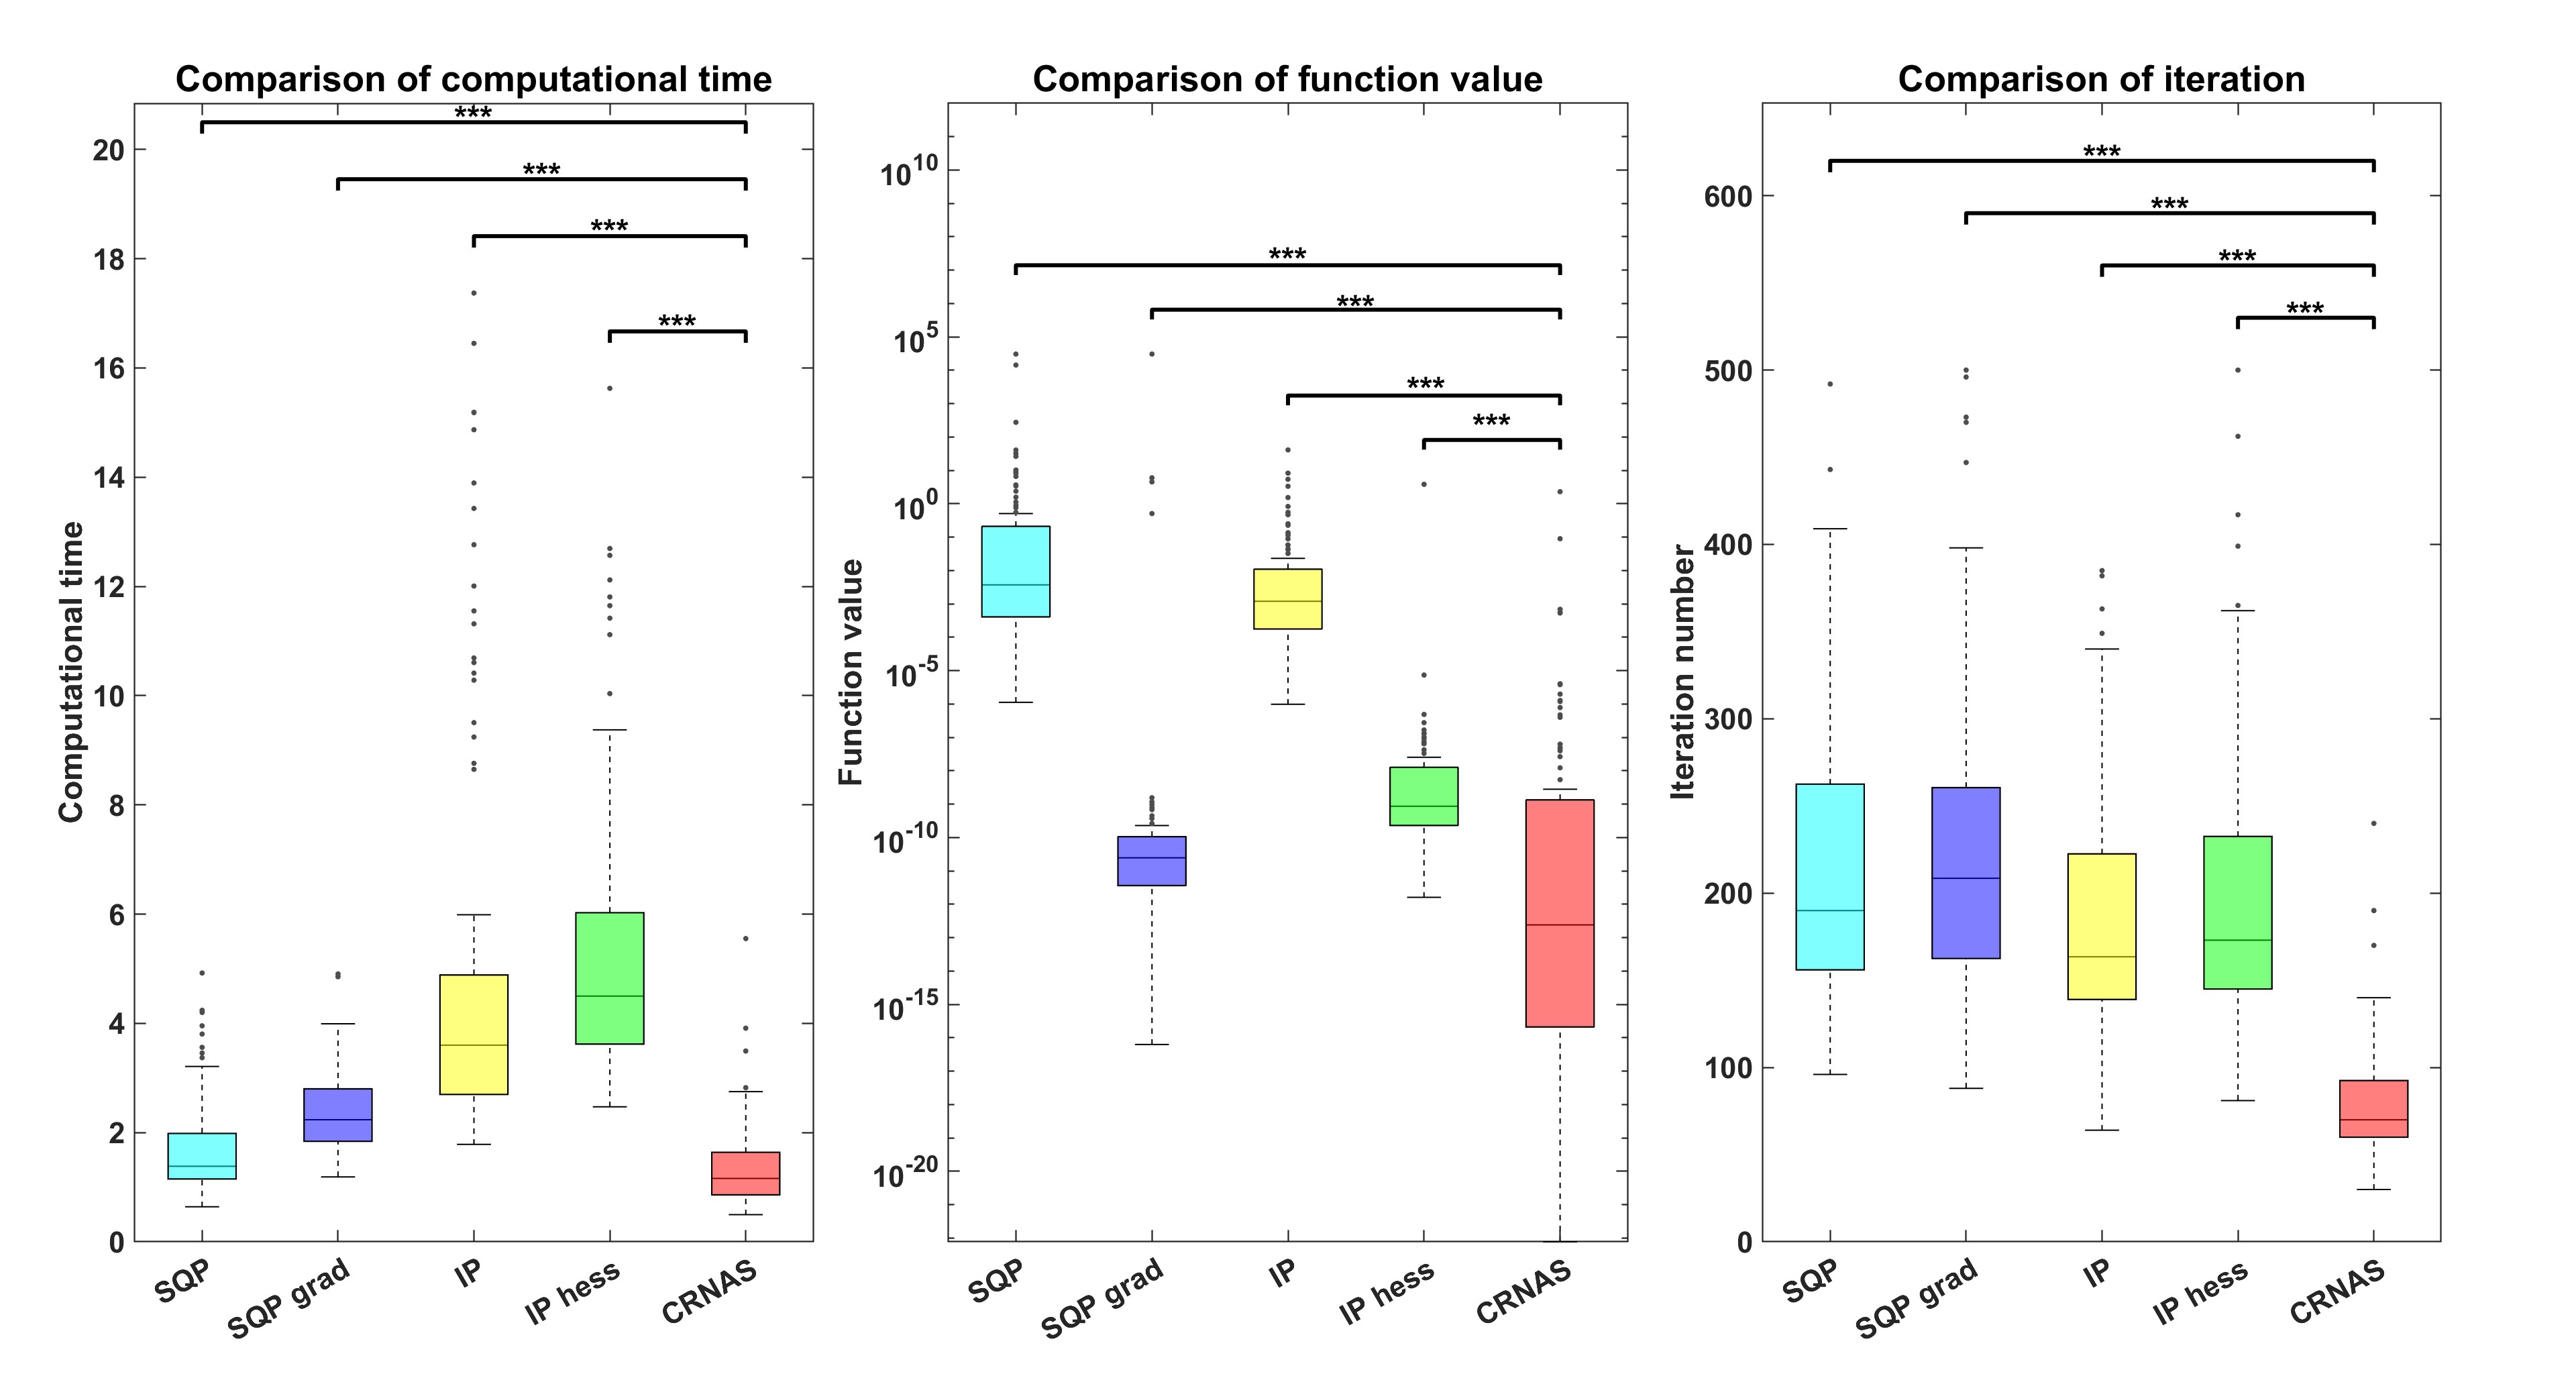 Comparison of computational time
Computational time
20
18
16
14
12
10
8
6
4
2
0
***
***
***
***
SQP
SQP grad
IP
IP hess
CRNAS
Comparison of function value
Function value
10^10
10^5
10^0
10^-5
10^-10
10^-15
10^-20
***
***
***
***
SQP
SQP grad
IP
IP hess
CRNAS
Comparison of iteration
Iteration number
600
500
400
300
200
100
0
***
***
***
***
SQP
SQP grad
IP
IP hess
CRNAS